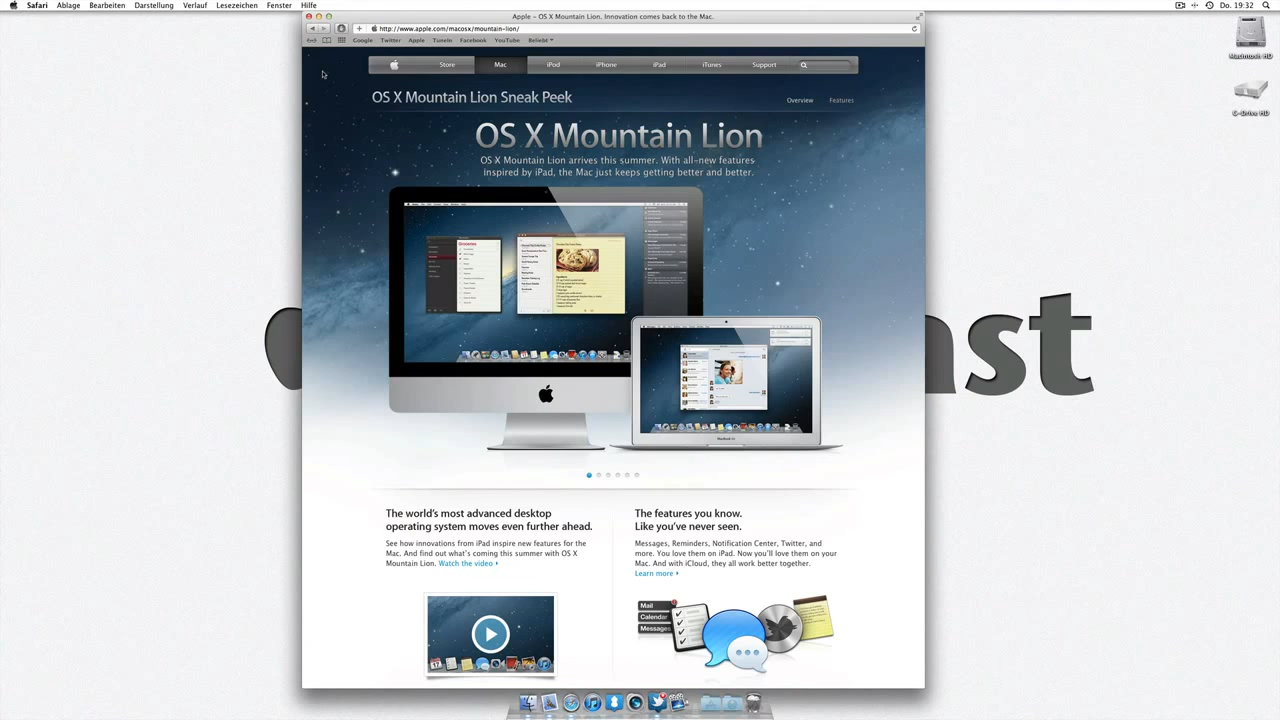 Safari Ablage Bearbeiten Darstellung Verlauf Lesezeichen Fenster Hilfe Do. 19:32
Apple – OS X Mountain Lion. Innovation comes back to the Mac.
http://www.apple.com/macosx/mountain-lion/
Google Twitter Apple TuneIn Facebook YouTube Beliebt
Macintosh HD
G-Drive HD
Store Mac iPod iPhone iPad iTunes Support
OS X Mountain Lion Sneak Peek
Overview Features
OS X Mountain Lion
OS X Mountain Lion arrives this summer. With all-new features
inspired by iPad, the Mac just keeps getting better and better.
ast
MacBook Air
The world's most advanced desktop
operating system moves even further ahead.
See how innovations from iPad inspire new features for the
Mac. And find out what's coming this summer with OS X
Mountain Lion. Watch the video
The features you know.
Like you've never seen.
Messages, Reminders, Notification Center, Twitter, and
more. You love them on iPad. Now you'll love them on your
Mac. And with iCloud, they all work better together.
Learn more
Mail
Calendar
Messages